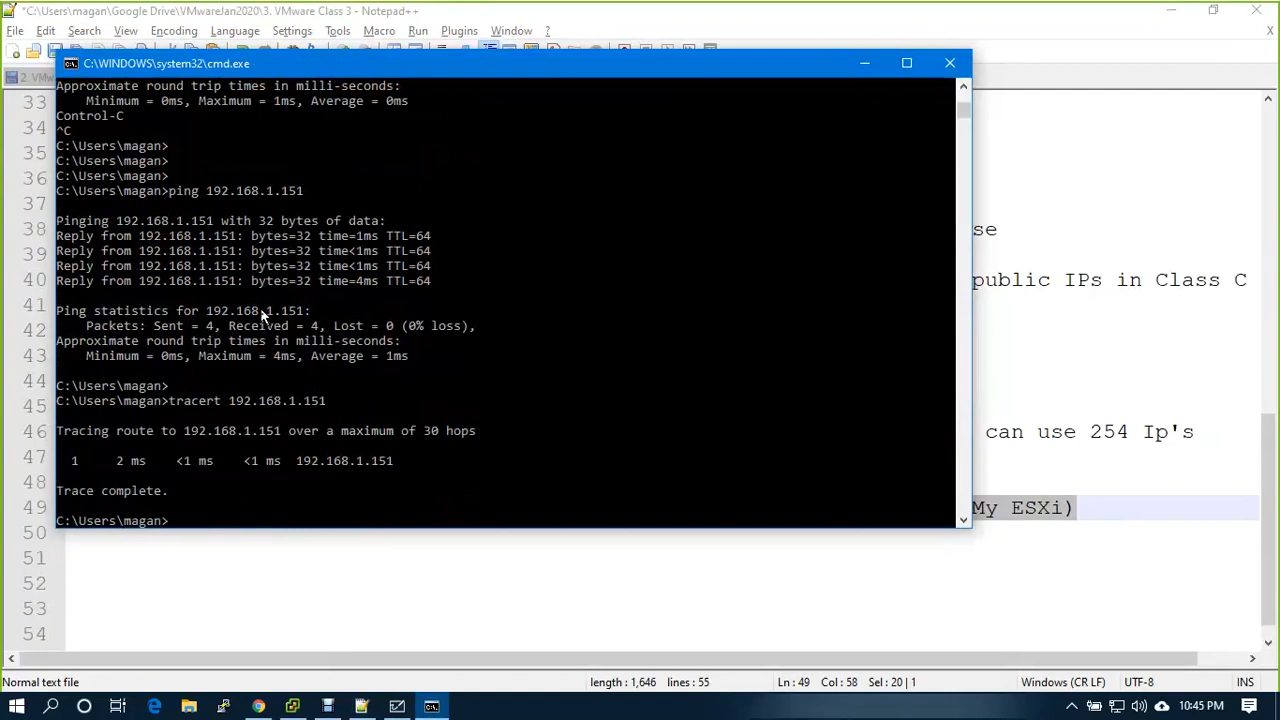 *C:\Users\magan\Google Drive\VMwareJan2020\3. VMware Class 3 - Notepad++
File Edit Search View Encoding Language Settings Tools Macro Run Plugins Window ? X
2. VMw
C:\WINDOWS\system32\cmd.exe
Approximate round trip times in milli-seconds:
Minimum = 0ms, Maximum = 1ms, Average = 0ms
Control-C
^C
C:\Users\magan>
C:\Users\magan>
C:\Users\magan>
C:\Users\magan>ping 192.168.1.151
Pinging 192.168.1.151 with 32 bytes of data:
Reply from 192.168.1.151: bytes=32 time=1ms TTL=64
Reply from 192.168.1.151: bytes=32 time<1ms TTL=64
Reply from 192.168.1.151: bytes=32 time<1ms TTL=64
Reply from 192.168.1.151: bytes=32 time=4ms TTL=64
Ping statistics for 192.168.1.151:
Packets: Sent = 4, Received = 4, Lost = 0 (0% loss),
Approximate round trip times in milli-seconds:
Minimum = 0ms, Maximum = 4ms, Average = 1ms
C:\Users\magan>
C:\Users\magan>tracert 192.168.1.151
Tracing route to 192.168.1.151 over a maximum of 30 hops
1 2 ms <1 ms <1 ms 192.168.1.151
Trace complete.
C:\Users\magan>
33
34
35
36
37
38 se
39
40 public IPs in Class C
41
42
43
44
45
46 can use 254 Ip's
47
48
49 My ESXi)
50
51
52
53
54
Normal text file length : 1,646 lines : 55 Ln : 49 Col : 58 Sel : 20 | 1 Windows (CR LF) UTF-8 INS
10:45 PM